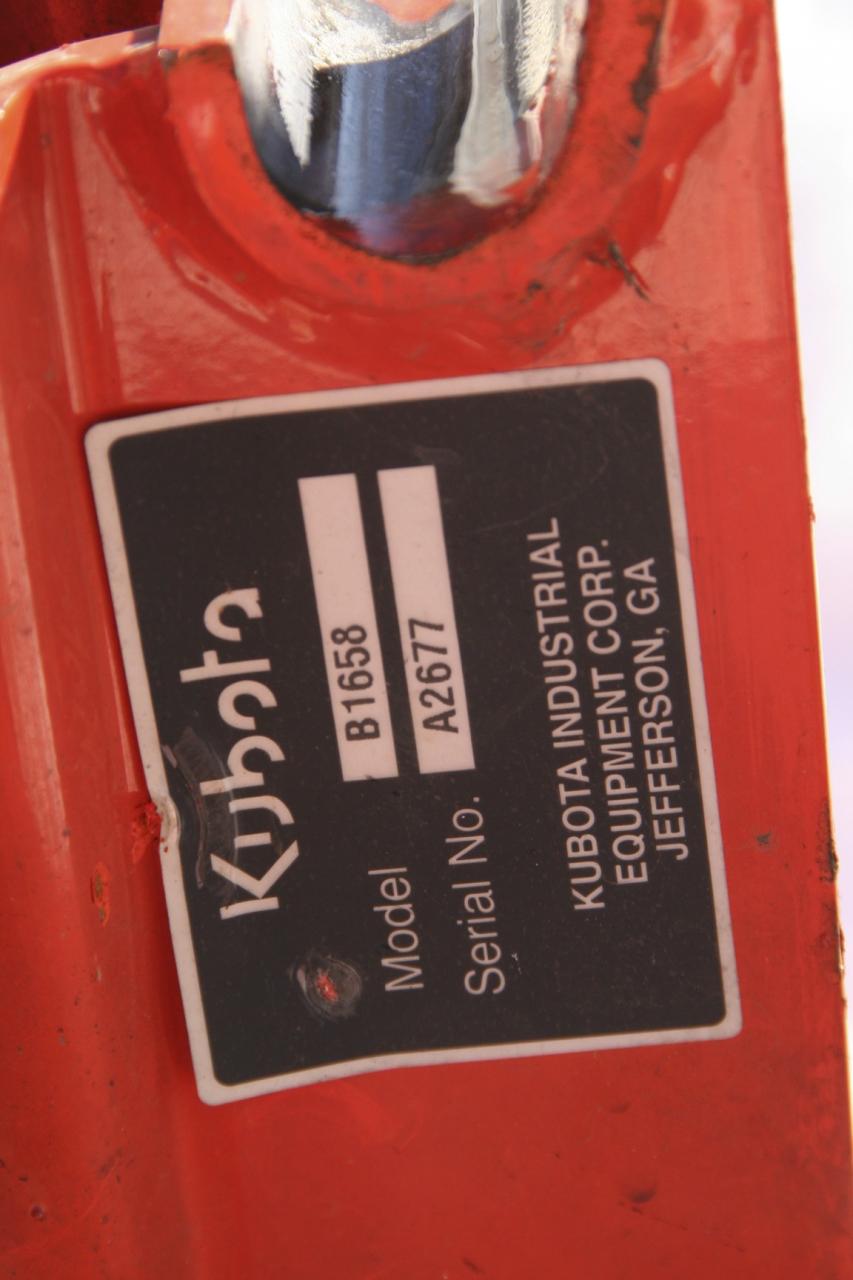 Kubota
Model B1658
Serial No. A2677
KUBOTA INDUSTRIAL
EQUIPMENT CORP.
JEFFERSON, GA